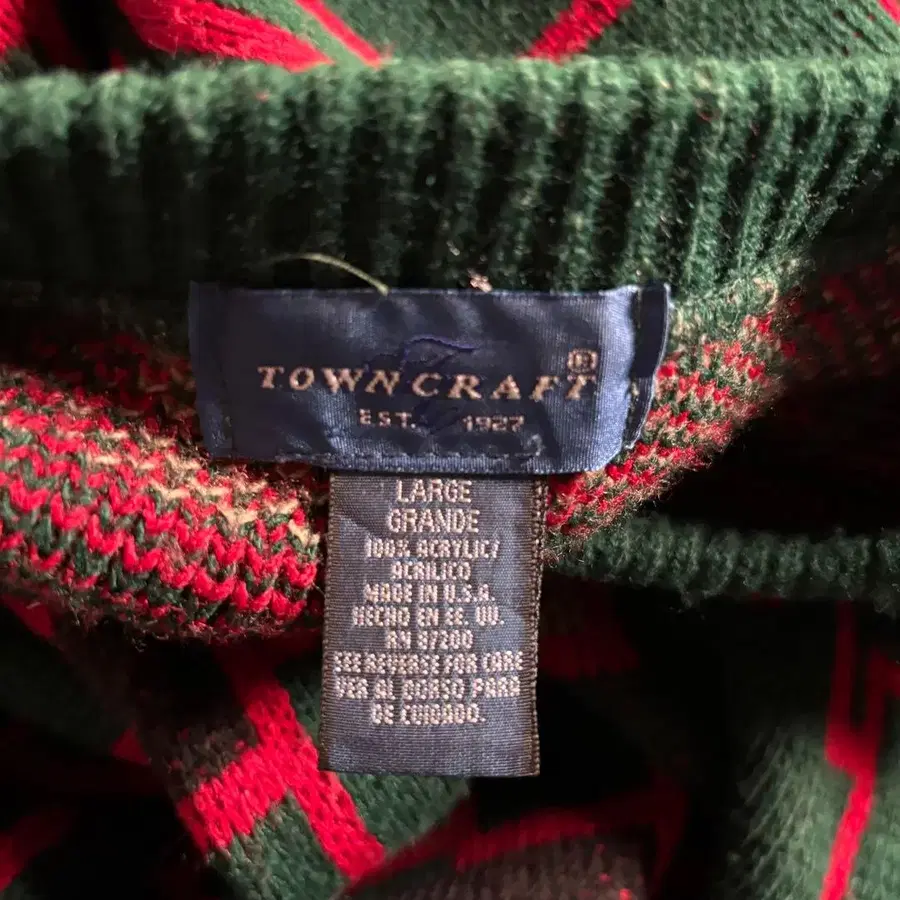 TOWNCRAFT®
EST. 1927
LARGE
GRANDE
100% ACRYLIC/
ACRILICO
MADE IN U.S.A.
HECHO EN EE. UU.
RN 87200
SEE REVERSE FOR CARE
VER AL DORSO PARA
DE CUIDADO.